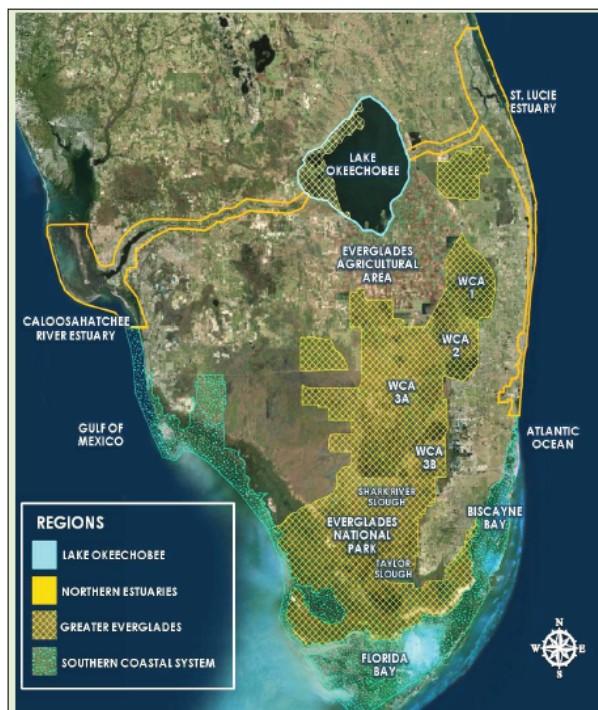 ST. LUCIE
ESTUARY
LAKE
OKEECHOBEE
EVERGLADES
AGRICULTURAL
AREA
WCA
1
WCA
2
CALOOSAHATCHEE
RIVER ESTUARY
WCA
3A
GULF OF
MEXICO
ATLANTIC
OCEAN
WCA
3B
SHARK RIVER
SLOUGH
BISCAYNE
BAY
EVERGLADES
NATIONAL
PARK
TAYLOR
SLOUGH
FLORIDA
BAY
REGIONS
LAKE OKEECHOBEE
NORTHERN ESTUARIES
GREATER EVERGLADES
SOUTHERN COASTAL SYSTEM
N
W E
S